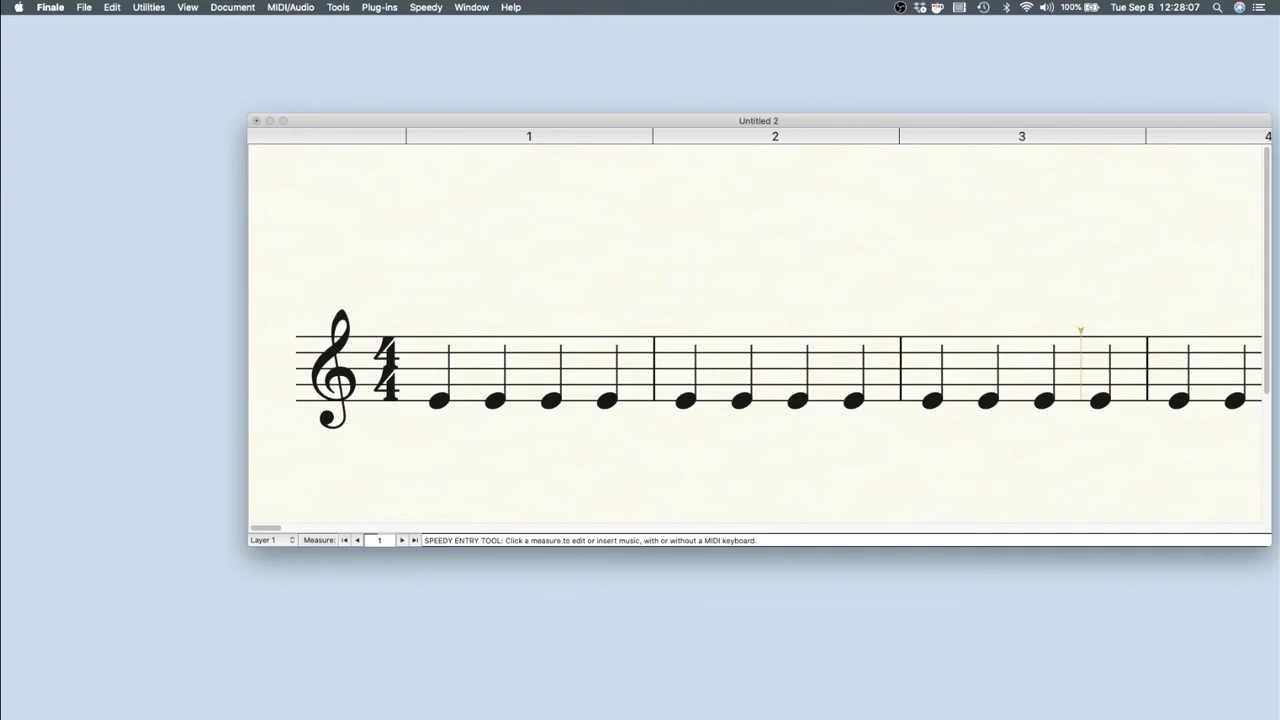 Finale File Edit Utilities View Document MIDI/Audio Tools Plug-ins Speedy Window Help 100% Tue Sep 8 12:28:07
Untitled 2
1 2 3 4
4
4
Layer 1 Measure: 1 SPEEDY ENTRY TOOL: Click a measure to edit or insert music, with or without a MIDI keyboard.